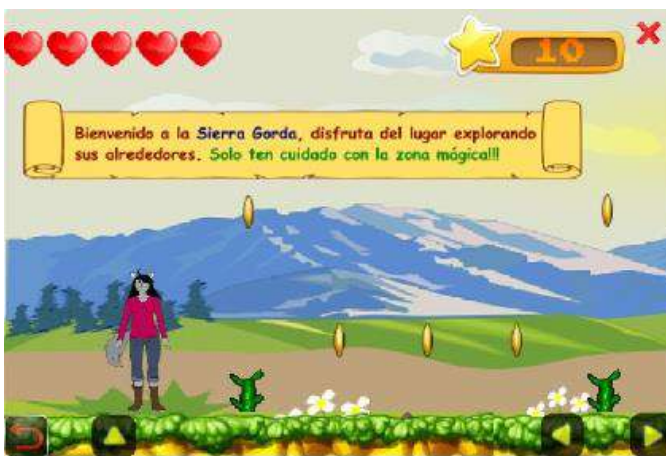 10
Bienvenido a la Sierra Gorda, disfruta del lugar explorando
sus alrededores. Solo ten cuidado con la zona mágica!!!